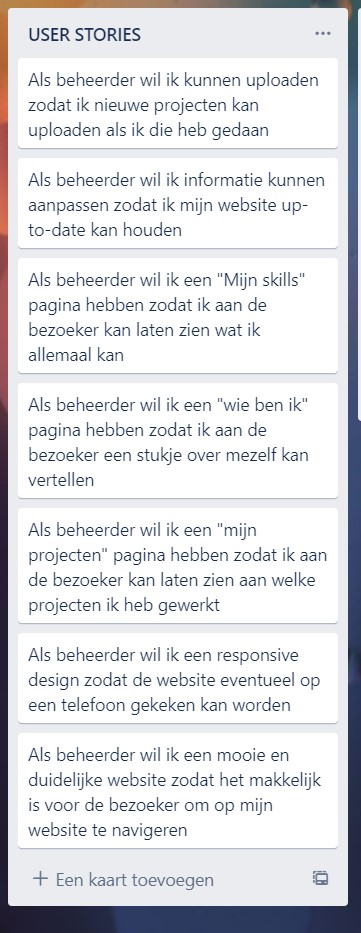 USER STORIES
Als beheerder wil ik kunnen uploaden
zodat ik nieuwe projecten kan
uploaden als ik die heb gedaan
Als beheerder wil ik informatie kunnen
aanpassen zodat ik mijn website up-
to-date kan houden
Als beheerder wil ik een "Mijn skills"
pagina hebben zodat ik aan de
bezoeker kan laten zien wat ik
allemaal kan
Als beheerder wil ik een "wie ben ik"
pagina hebben zodat ik aan de
bezoeker een stukje over mezelf kan
vertellen
Als beheerder wil ik een "mijn
projecten" pagina hebben zodat ik aan
de bezoeker kan laten zien aan welke
projecten ik heb gewerkt
Als beheerder wil ik een responsive
design zodat de website eventueel op
een telefoon gekeken kan worden
Als beheerder wil ik een mooie en
duidelijke website zodat het makkelijk
is voor de bezoeker om op mijn
website te navigeren
+ Een kaart toevoegen